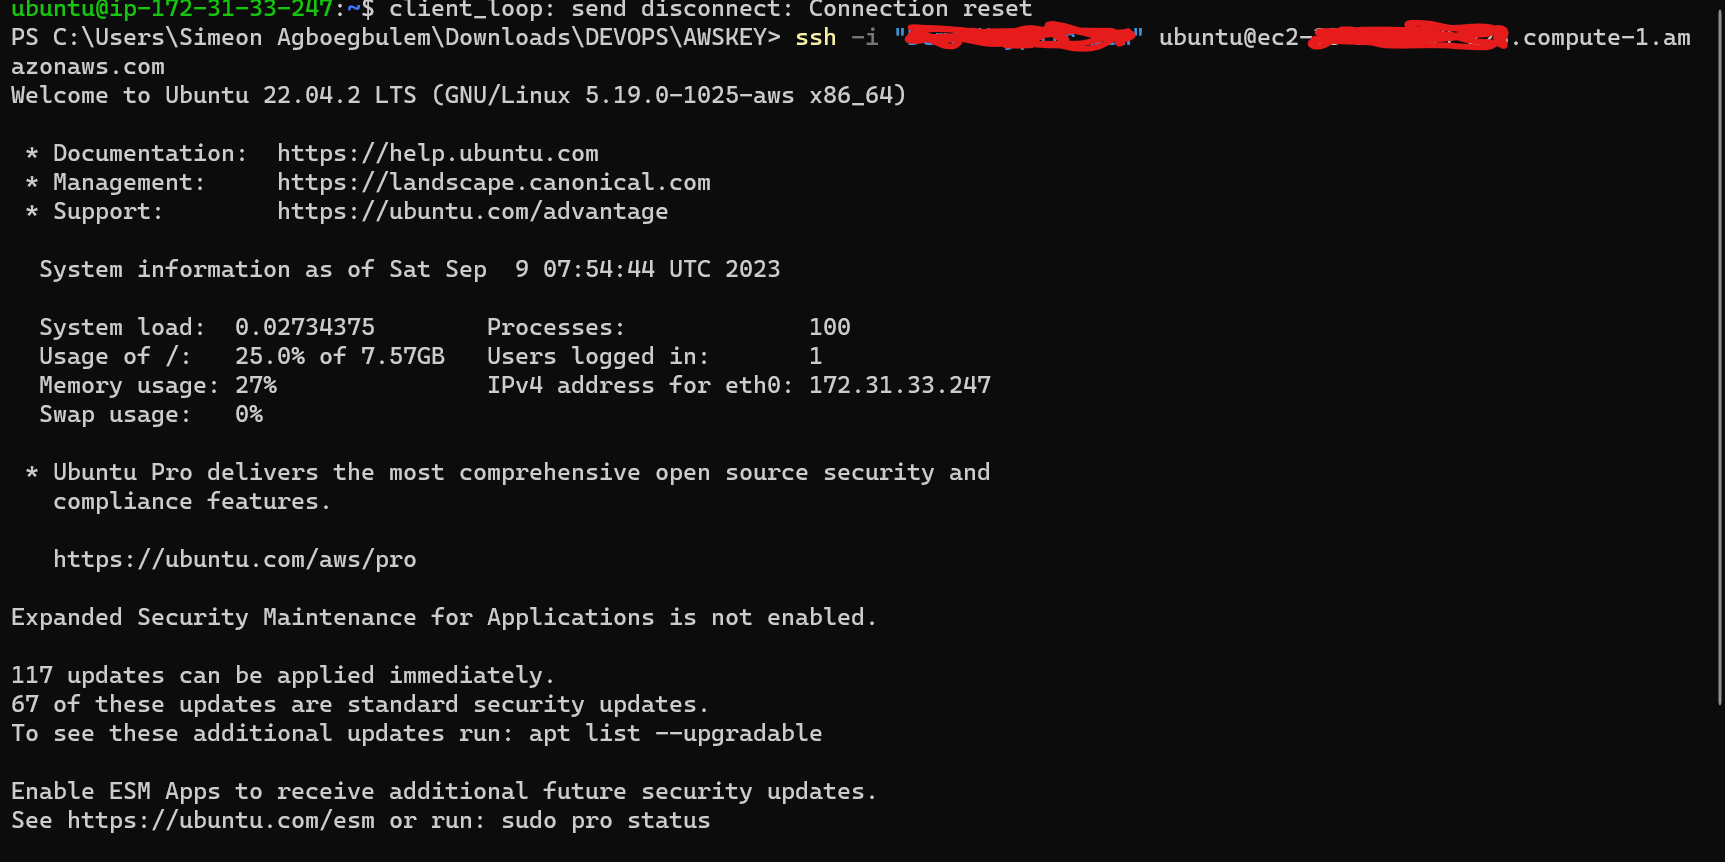 ubuntu@ip-172-31-33-247:~$ client_loop: send disconnect: Connection reset
PS C:\Users\Simeon Agboegbulem\Downloads\DEVOPS\AWSKEY> ssh -i " " ubuntu@ec2- .compute-1.am
azonaws.com
Welcome to Ubuntu 22.04.2 LTS (GNU/Linux 5.19.0-1025-aws x86_64)
* Documentation:  https://help.ubuntu.com
* Management:     https://landscape.canonical.com
* Support:        https://ubuntu.com/advantage
System information as of Sat Sep  9 07:54:44 UTC 2023
System load:  0.02734375        Processes:             100
Usage of /:   25.0% of 7.57GB   Users logged in:       1
Memory usage: 27%               IPv4 address for eth0: 172.31.33.247
Swap usage:   0%
* Ubuntu Pro delivers the most comprehensive open source security and
compliance features.
https://ubuntu.com/aws/pro
Expanded Security Maintenance for Applications is not enabled.
117 updates can be applied immediately.
67 of these updates are standard security updates.
To see these additional updates run: apt list --upgradable
Enable ESM Apps to receive additional future security updates.
See https://ubuntu.com/esm or run: sudo pro status